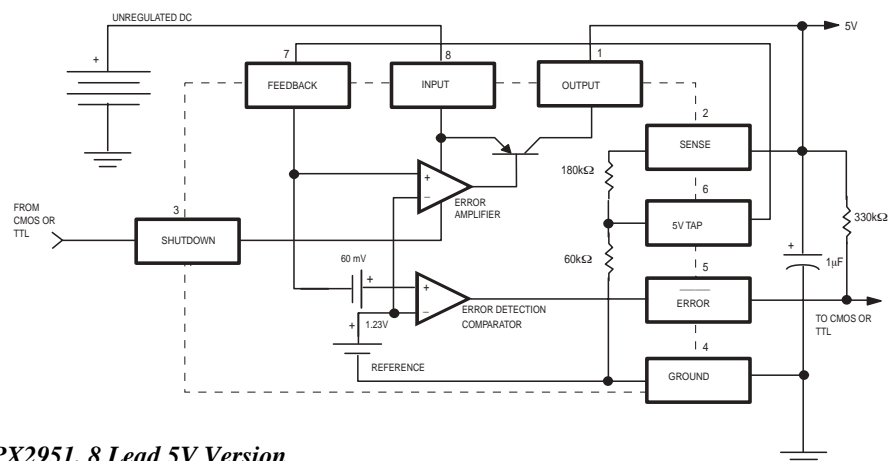 UNREGULATED DC
7
8
1
5V
FEEDBACK
INPUT
OUTPUT
2
SENSE
180kΩ
6
5V TAP
330kΩ
FROM
CMOS OR
TTL
3
SHUTDOWN
ERROR
AMPLIFIER
60 mV
60kΩ
1µF
5
ERROR
ERROR DETECTION
COMPARATOR
1.23V
TO CMOS OR
TTL
4
REFERENCE
GROUND
PX2951, 8 Lead 5V Version